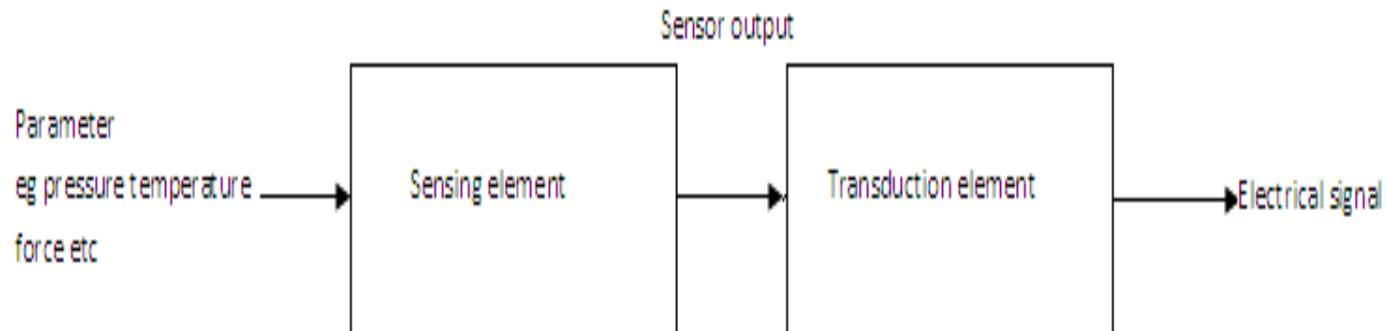 Sensor output
Parameter
eg pressure temperature
force etc
Sensing element
Transduction element
Electrical signal